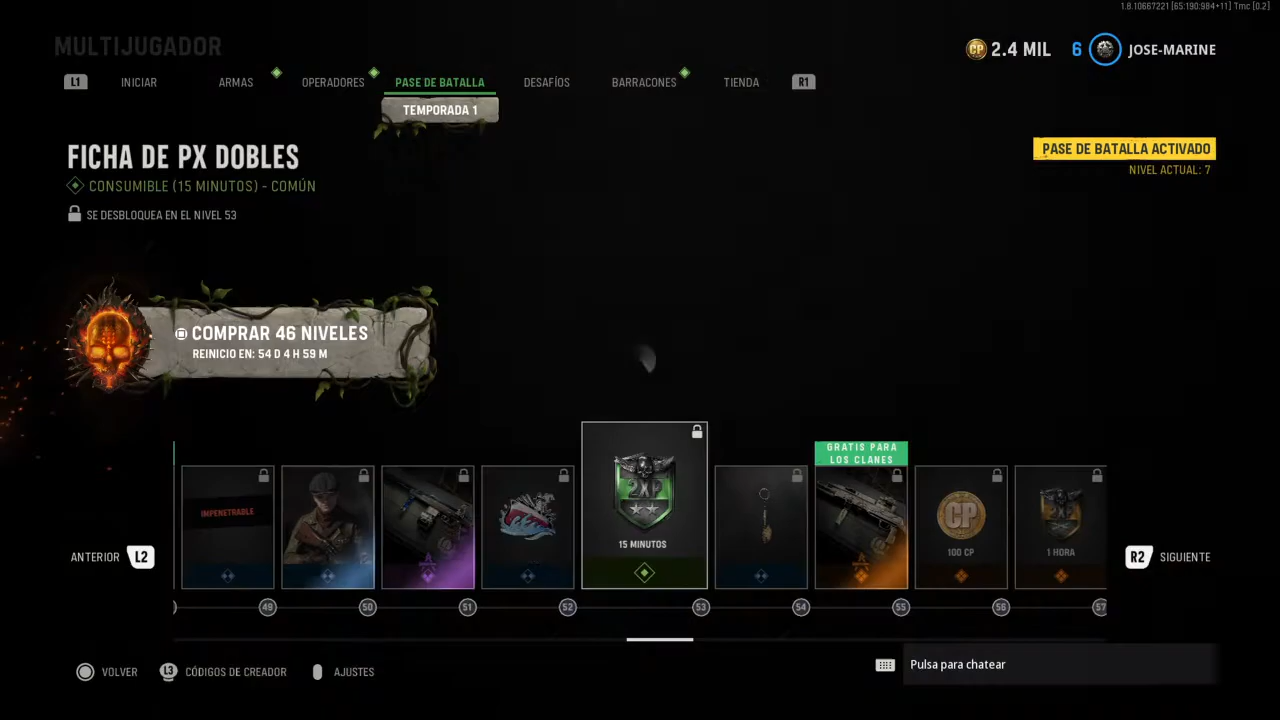 1.8.10667221 [65:190:984+11] Tmc [0.2]
MULTIJUGADOR
CP 2.4 MIL 6 JOSE-MARINE
L1 INICIAR ARMAS OPERADORES PASE DE BATALLA DESAFÍOS BARRACONES TIENDA R1
TEMPORADA 1
FICHA DE PX DOBLES
CONSUMIBLE (15 MINUTOS) - COMÚN
SE DESBLOQUEA EN EL NIVEL 53
PASE DE BATALLA ACTIVADO
NIVEL ACTUAL: 7
COMPRAR 46 NIVELES
REINICIO EN: 54 D 4 H 59 M
GRATIS PARA
LOS CLANES
IMPENETRABLE
2XP
CP
15 MINUTOS
100 CP
1 HORA
ANTERIOR L2
R2 SIGUIENTE
49 50 51 52 53 54 55 56 57
VOLVER L3 CÓDIGOS DE CREADOR AJUSTES
Pulsa para chatear